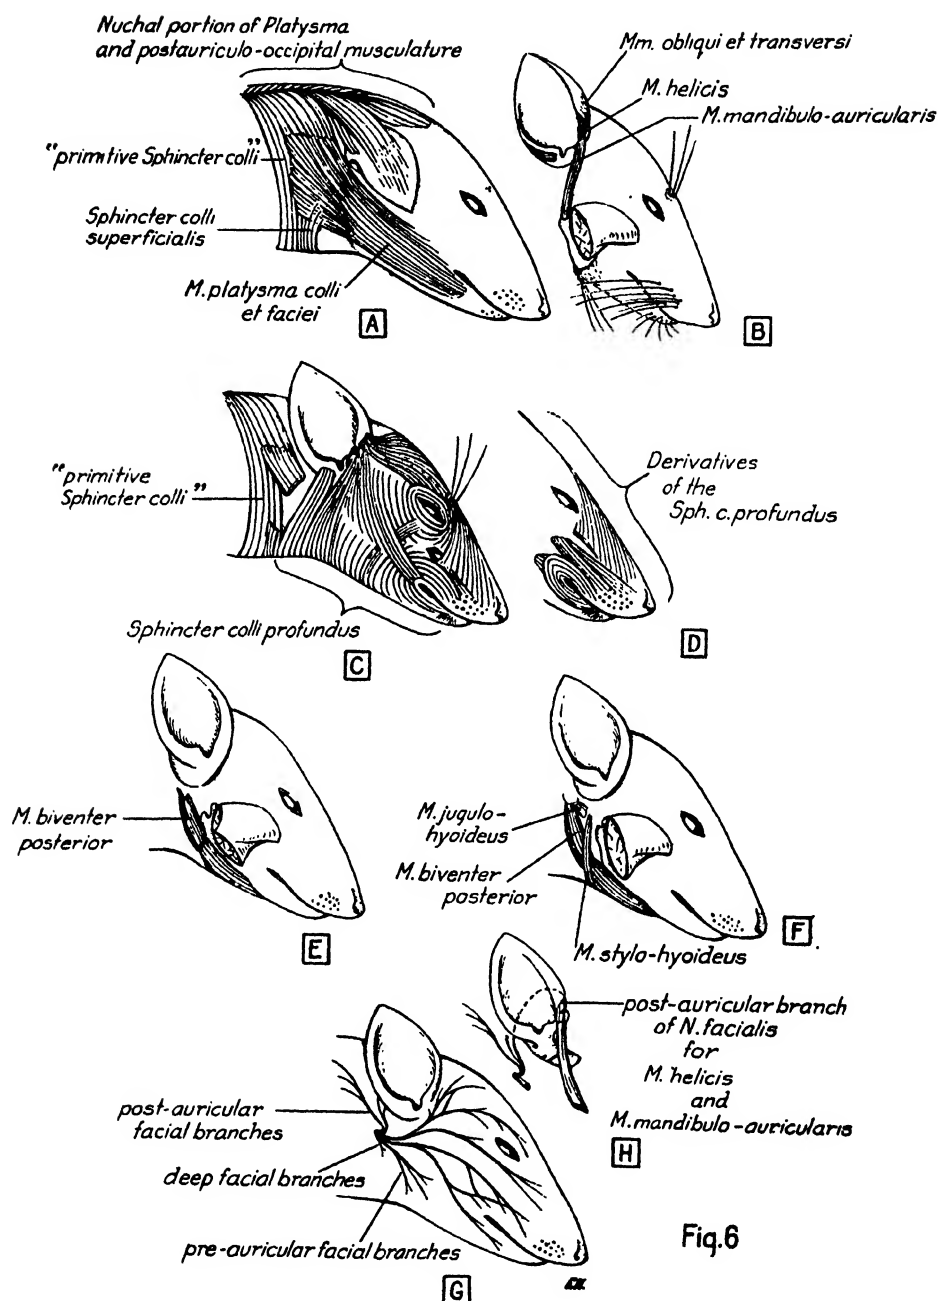 Nuchal portion of Platysma
and postauriculo-occipital musculature
"primitive Sphincter colli"
Sphincter colli
superficialis
M. platysma colli
et faciei
A
Mm. obliqui et transversi
M. helicis
M. mandibulo-auricularis
B
"primitive
Sphincter colli"
Sphincter colli profundus
C
Derivatives
of the
Sph. c. profundus
D
M. biventer
posterior
E
M. jugulo-
hyoideus
M. biventer
posterior
M. stylo-hyoideus
F.
post-auricular
facial branches
deep facial branches
pre-auricular facial branches
G
post-auricular branch
of N. facialis
for
M. helicis
and
M. mandibulo-auricularis
H
Fig. 6